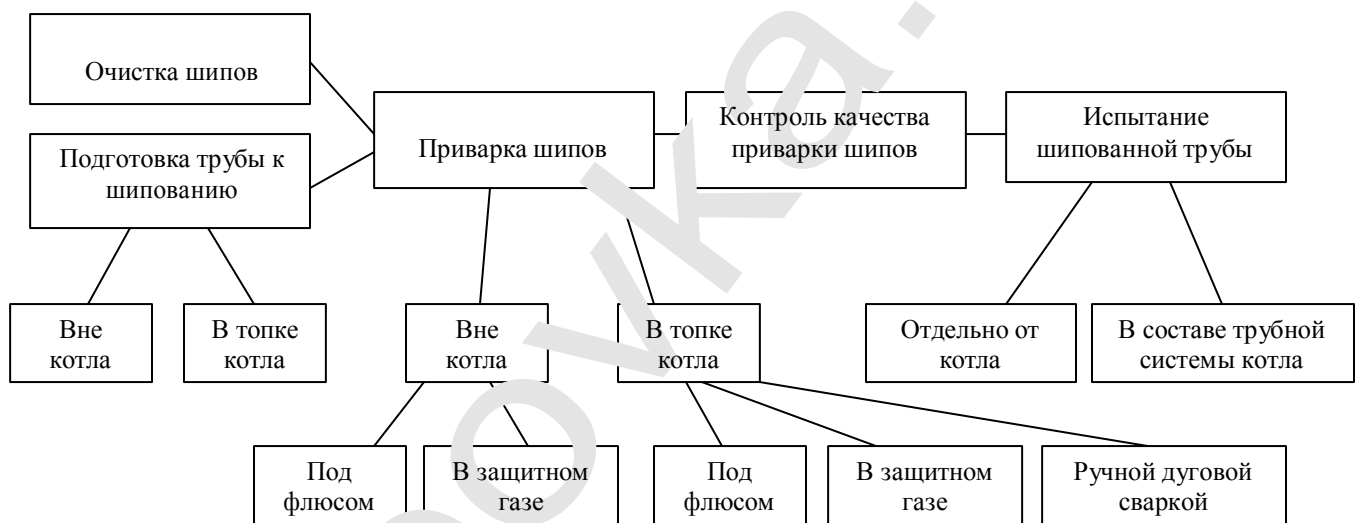 Очистка шипов
Подготовка трубы к
шипованию
Приварка шипов
Контроль качества
приварки шипов
Испытание
шипованной трубы
Вне
котла
В топке
котла
Вне
котла
В топке
котла
Отдельно от
котла
В составе трубной
системы котла
Под
флюсом
В защитном
газе
Под
флюсом
В защитном
газе
Ручной дуговой
сваркой
ovka.